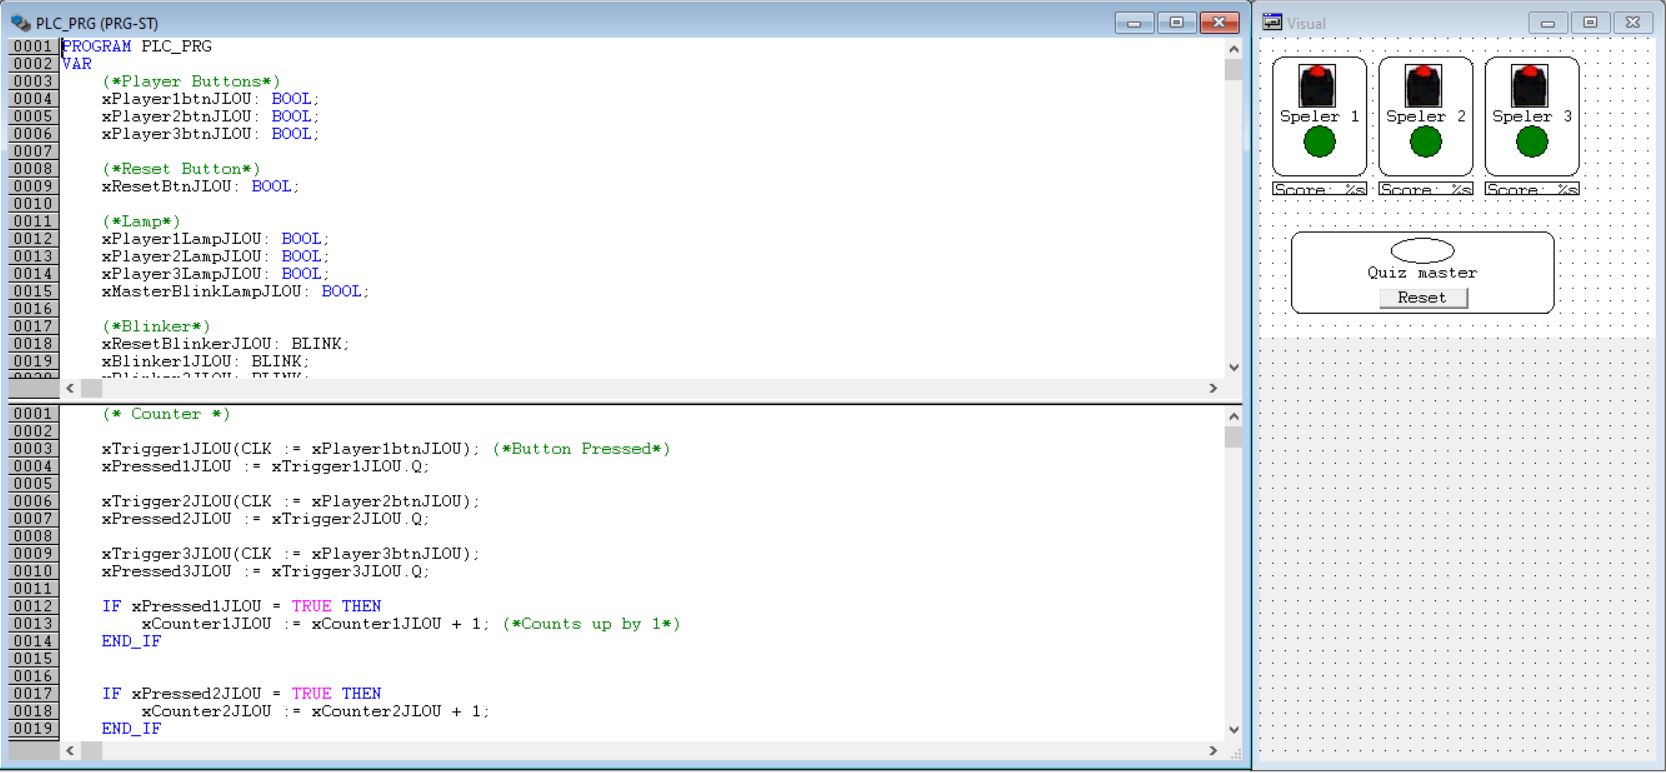 PLC_PRG (PRG-ST)
0001 PROGRAM PLC_PRG
0002 VAR
0003 (*Player Buttons*)
0004 xPlayer1btnJLOU: BOOL;
0005 xPlayer2btnJLOU: BOOL;
0006 xPlayer3btnJLOU: BOOL;
0007
0008 (*Reset Button*)
0009 xResetBtnJLOU: BOOL;
0010
0011 (*Lamp*)
0012 xPlayer1LampJLOU: BOOL;
0013 xPlayer2LampJLOU: BOOL;
0014 xPlayer3LampJLOU: BOOL;
0015 xMasterBlinkLampJLOU: BOOL;
0016
0017 (*Blinker*)
0018 xResetBlinkerJLOU: BLINK;
0019 xBlinker1JLOU: BLINK;
0020 xBlinker2JLOU: BLINK;
0001 (* Counter *)
0002
0003 xTrigger1JLOU(CLK := xPlayer1btnJLOU); (*Button Pressed*)
0004 xPressed1JLOU := xTrigger1JLOU.Q;
0005
0006 xTrigger2JLOU(CLK := xPlayer2btnJLOU);
0007 xPressed2JLOU := xTrigger2JLOU.Q;
0008
0009 xTrigger3JLOU(CLK := xPlayer3btnJLOU);
0010 xPressed3JLOU := xTrigger3JLOU.Q;
0011
0012 IF xPressed1JLOU = TRUE THEN
0013 xCounter1JLOU := xCounter1JLOU + 1; (*Counts up by 1*)
0014 END_IF
0015
0016
0017 IF xPressed2JLOU = TRUE THEN
0018 xCounter2JLOU := xCounter2JLOU + 1;
0019 END_IF
Visual
Speler 1 Speler 2 Speler 3
Score: %s Score: %s Score: %s
Quiz master
Reset